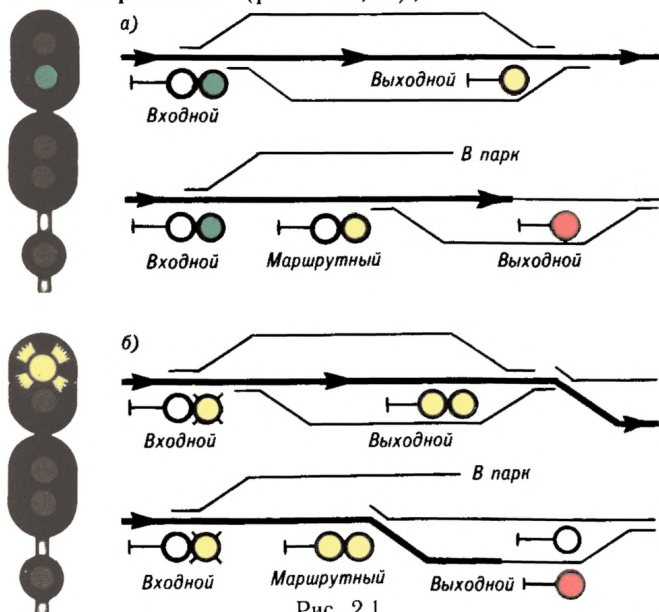 а)
Выходной
Входной
В парк
Входной Маршрутный Выходной
б)
Входной Выходной
В парк
Входной Маршрутный Выходной
Рис. 2.1